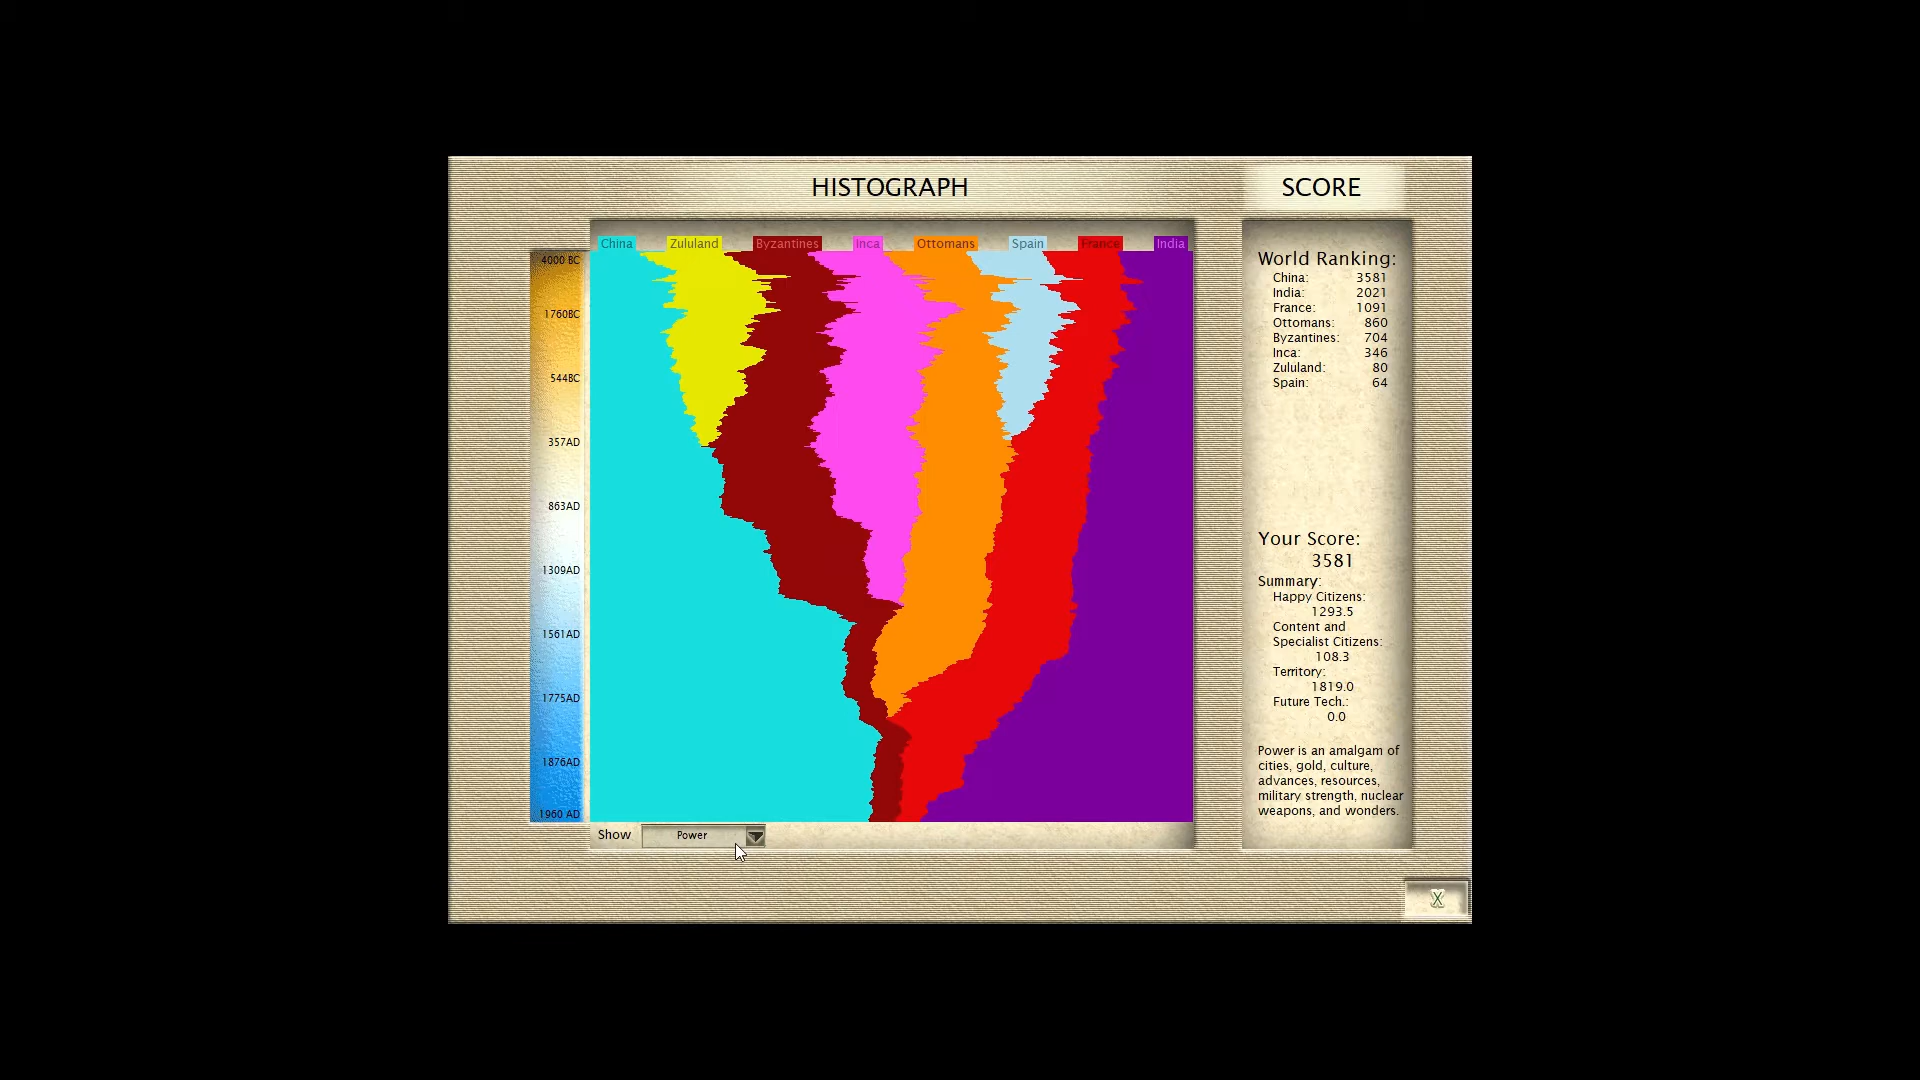 HISTOGRAPH
SCORE
China Zululand Byzantines Inca Ottomans Spain France India
4000 BC
1760BC
544BC
357AD
863AD
1309AD
1561AD
1775AD
1876AD
1960 AD
Show Power
World Ranking:
China: 3581
India: 2021
France: 1091
Ottomans: 860
Byzantines: 704
Inca: 346
Zululand: 80
Spain: 64
Your Score:
3581
Summary:
Happy Citizens:
1293.5
Content and
Specialist Citizens:
108.3
Territory:
1819.0
Future Tech.:
0.0
Power is an amalgam of
cities, gold, culture,
advances, resources,
military strength, nuclear
weapons, and wonders.
X